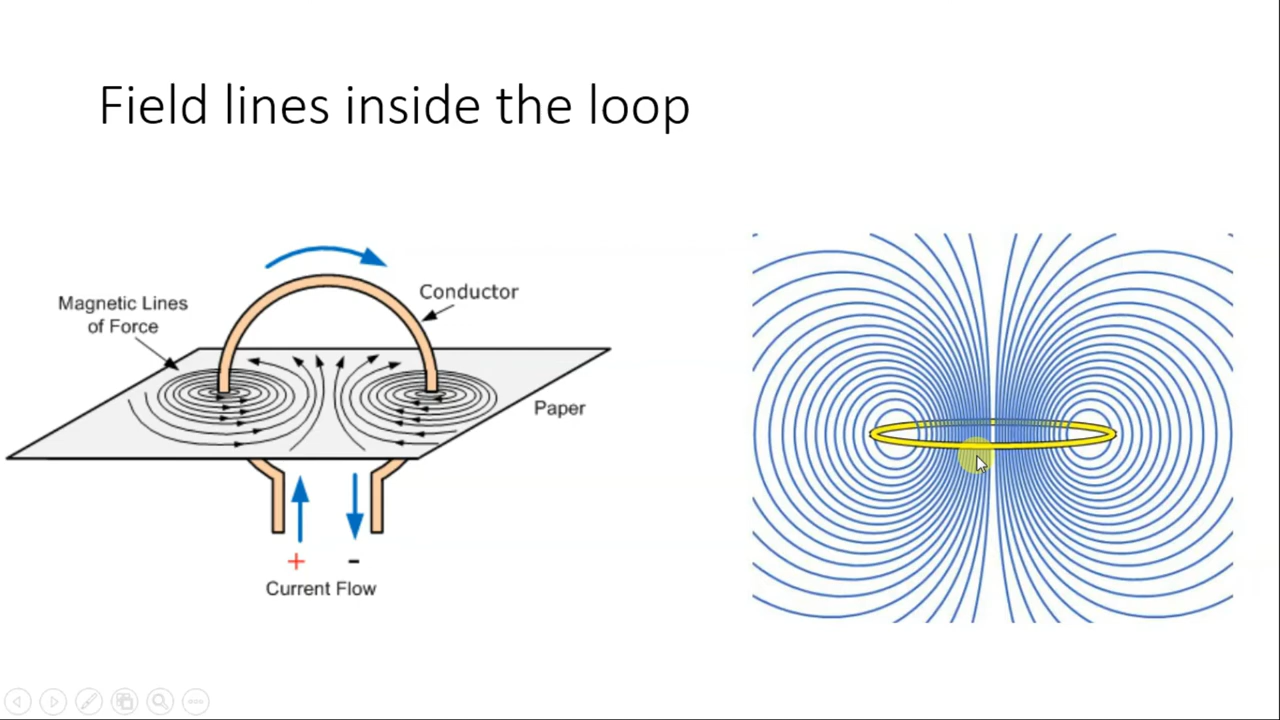 Field lines inside the loop
Magnetic Lines
of Force
Conductor
Paper
+ -
Current Flow